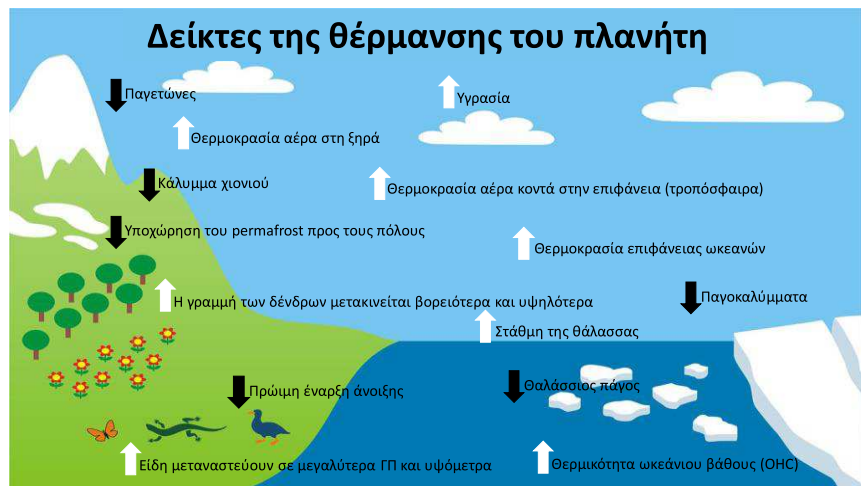 Δείκτες της θέρμανσης του πλανήτη
Παγετώνες
Υγρασία
Θερμοκρασία αέρα στη ξηρά
Κάλυμμα χιονιού
Θερμοκρασία αέρα κοντά στην επιφάνεια (τροπόσφαιρα)
Υποχώρηση του permafrost προς τους πόλους
Θερμοκρασία επιφάνειας ωκεανών
Η γραμμή των δένδρων μετακινείται βορειότερα και υψηλότερα
Παγοκαλύμματα
Στάθμη της θάλασσας
Πρώιμη έναρξη άνοιξης
Θαλάσσιος πάγος
Είδη μεταναστεύουν σε μεγαλύτερα ΓΠ και υψόμετρα
Θερμικότητα ωκεάνιου βάθους (OHC)